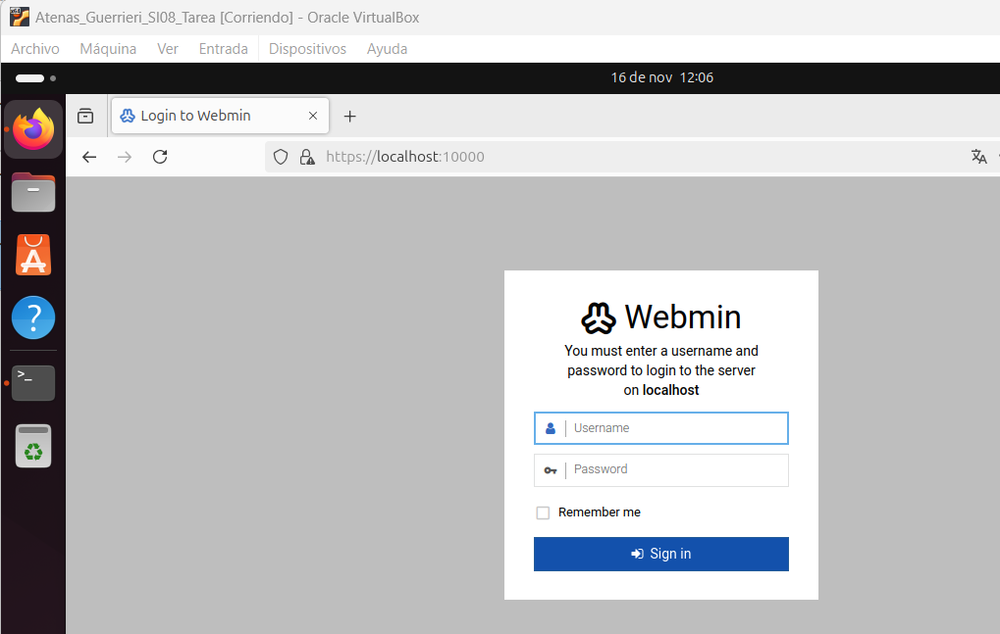 Atenas_Guerrieri_SI08_Tarea [Corriendo] - Oracle VirtualBox
Archivo Máquina Ver Entrada Dispositivos Ayuda
16 de nov 12:06
Login to Webmin
https://localhost:10000
Webmin
You must enter a username and
password to login to the server
on localhost
Username
Password
Remember me
Sign in